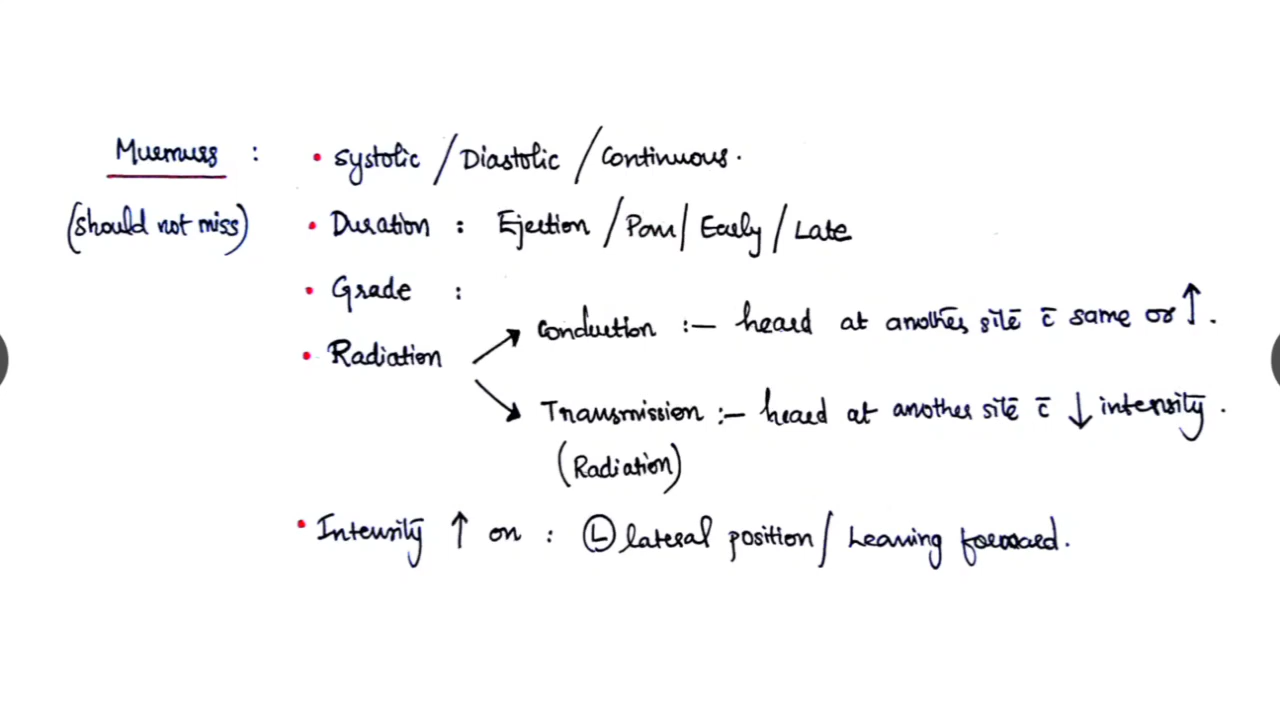 Murmurs : • Systolic / Diastolic / Continuous.
(should not miss) • Duration : Ejection / Pan / Early / Late
• Grade :
Conduction :- heard at another site c̄ same or ↑.
• Radiation
Transmission :- heard at another site c̄ ↓ intensity.
(Radiation)
• Intensity ↑ on : Ⓛ lateral position / Leaning forward.